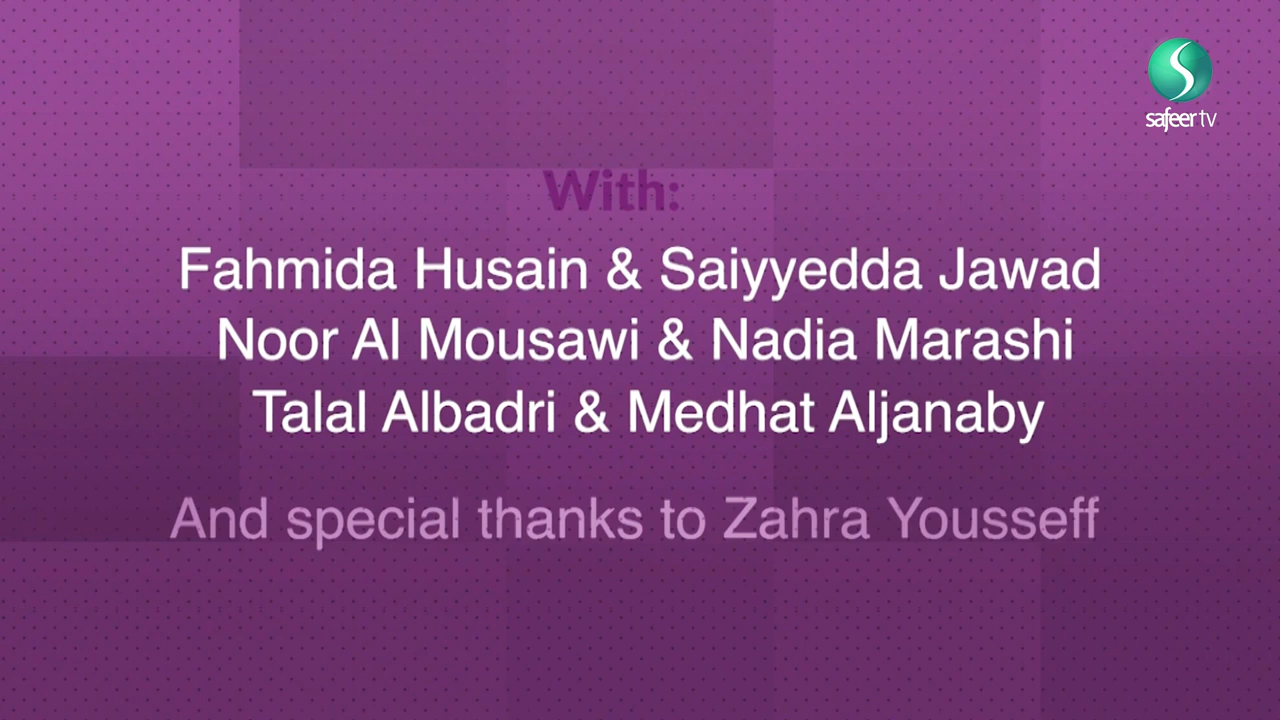 safeer tv
With:
Fahmida Husain & Saiyyedda Jawad
Noor Al Mousawi & Nadia Marashi
Talal Albadri & Medhat Aljanaby
And special thanks to Zahra Yousseff